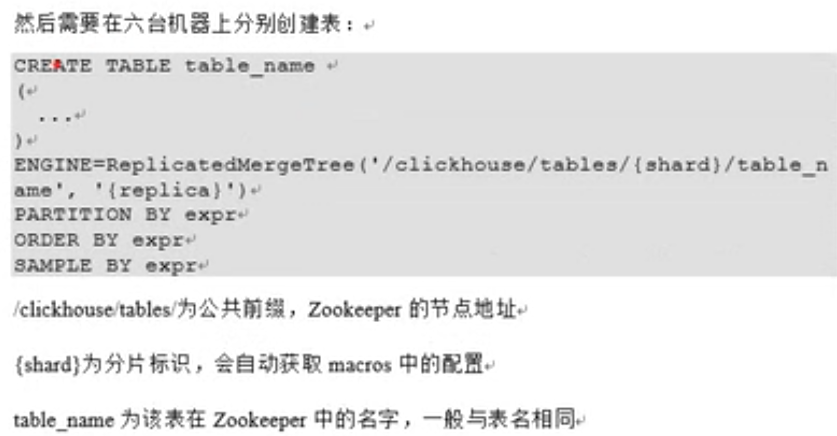 然后需要在六台机器上分别创建表：
CREATE TABLE table_name
(
...
)
ENGINE=ReplicatedMergeTree('/clickhouse/tables/{shard}/table_n
ame', '{replica}')
PARTITION BY expr
ORDER BY expr
SAMPLE BY expr
/clickhouse/tables/为公共前缀，Zookeeper 的节点地址
{shard}为分片标识，会自动获取 macros 中的配置
table_name 为该表在 Zookeeper 中的名字，一般与表名相同